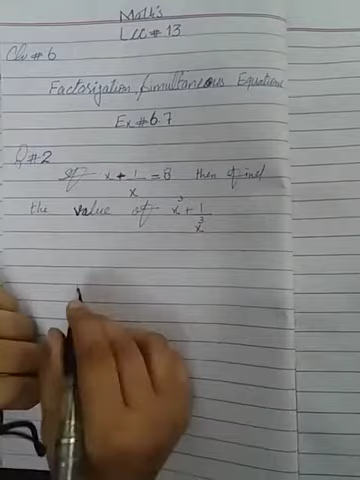 Math's
Lec # 13
Ch # 6
Factorization, Simultaneous Equations
Ex # 6.7
Q # 2
If x + 1/x = 8 then find
the value of x³ + 1/x³